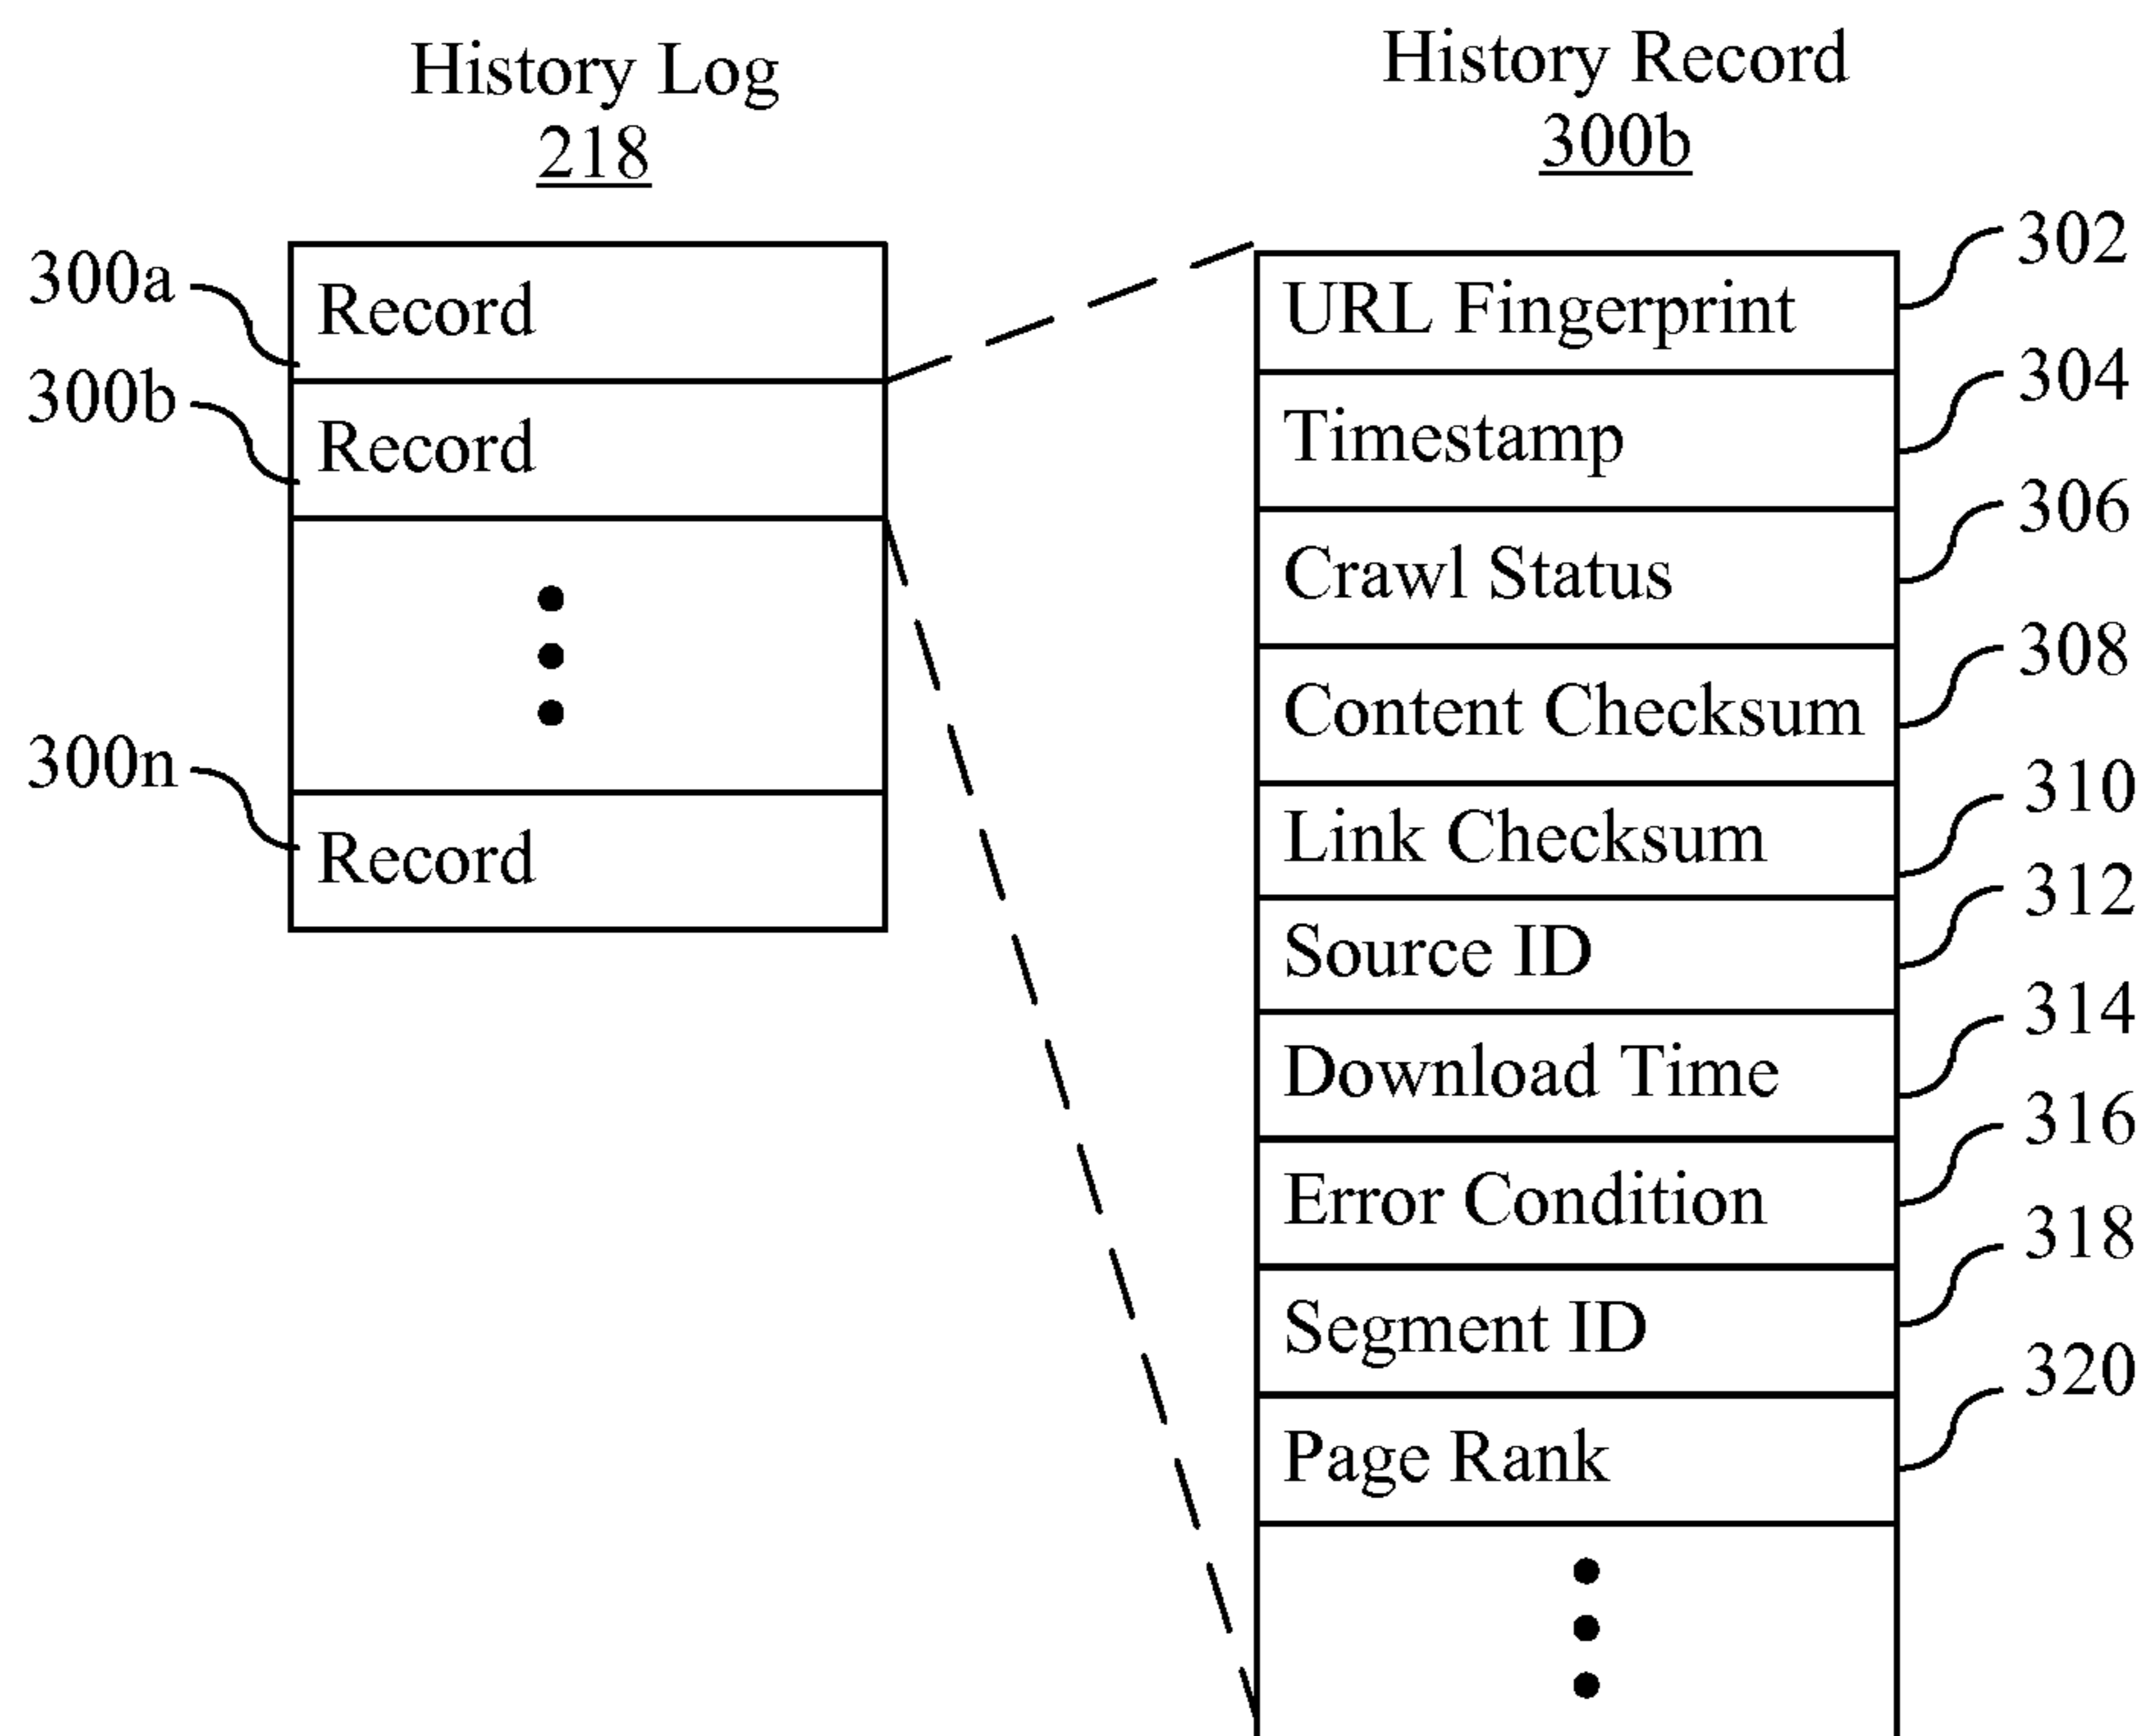 History Log
218
300a
Record
300b
Record
300n
Record
History Record
300b
URL Fingerprint
302
Timestamp
304
Crawl Status
306
Content Checksum
308
Link Checksum
310
Source ID
312
Download Time
314
Error Condition
316
Segment ID
318
Page Rank
320